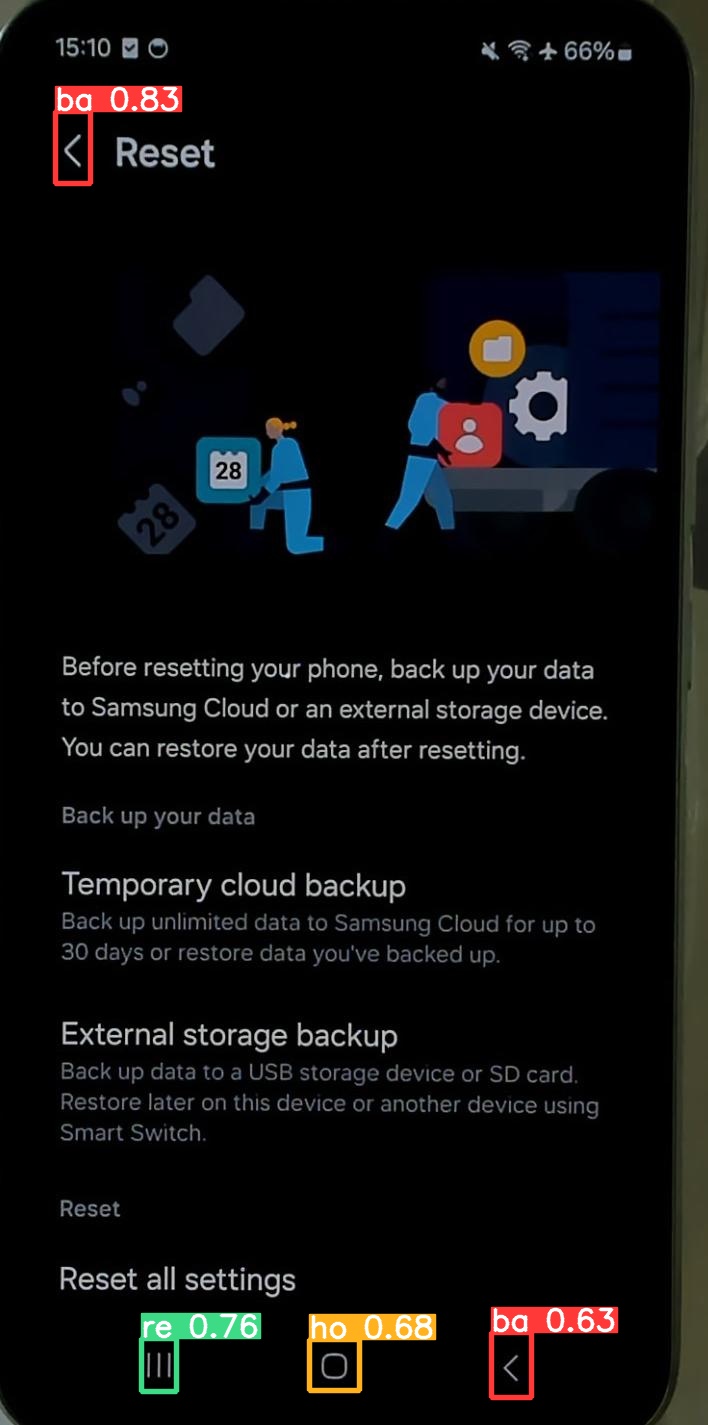 15:10 66%
ba 0.83
Reset
28
28
Before resetting your phone, back up your data
to Samsung Cloud or an external storage device.
You can restore your data after resetting.
Back up your data
Temporary cloud backup
Back up unlimited data to Samsung Cloud for up to
30 days or restore data you've backed up.
External storage backup
Back up data to a USB storage device or SD card.
Restore later on this device or another device using
Smart Switch.
Reset
Reset all settings
re 0.76 ho 0.68 ba 0.63